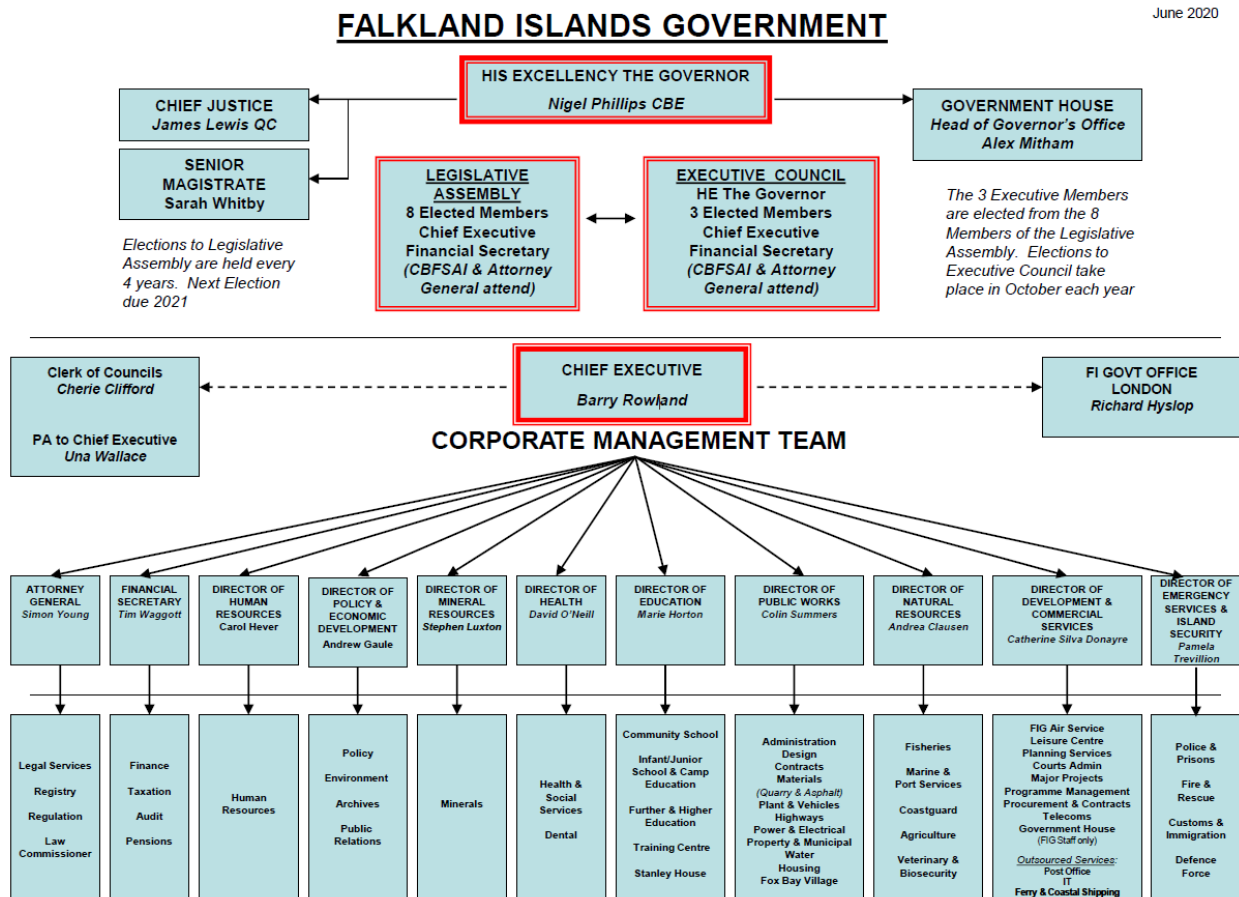 June 2020
FALKLAND ISLANDS GOVERNMENT
HIS EXCELLENCY THE GOVERNOR
Nigel Phillips CBE
CHIEF JUSTICE
James Lewis QC
SENIOR
MAGISTRATE
Sarah Whitby
GOVERNMENT HOUSE
Head of Governor's Office
Alex Mitham
LEGISLATIVE
ASSEMBLY
8 Elected Members
Chief Executive
Financial Secretary
(CBFSAI & Attorney
General attend)
EXECUTIVE COUNCIL
HE The Governor
3 Elected Members
Chief Executive
Financial Secretary
(CBFSAI & Attorney
General attend)
Elections to Legislative
Assembly are held every
4 years. Next Election
due 2021
The 3 Executive Members
are elected from the 8
Members of the Legislative
Assembly. Elections to
Executive Council take
place in October each year
Clerk of Councils
Cherie Clifford
PA to Chief Executive
Una Wallace
CHIEF EXECUTIVE
Barry Rowland
FI GOVT OFFICE
LONDON
Richard Hyslop
CORPORATE MANAGEMENT TEAM
ATTORNEY
GENERAL
Simon Young
FINANCIAL
SECRETARY
Tim Waggott
DIRECTOR OF
HUMAN
RESOURCES
Carol Hever
DIRECTOR OF
POLICY &
ECONOMIC
DEVELOPMENT
Andrew Gaule
DIRECTOR OF
MINERAL
RESOURCES
Stephen Luxton
DIRECTOR OF
HEALTH
David O'Neill
DIRECTOR OF
EDUCATION
Marie Horton
DIRECTOR OF
PUBLIC WORKS
Colin Summers
DIRECTOR OF
NATURAL
RESOURCES
Andrea Clausen
DIRECTOR OF
DEVELOPMENT &
COMMERCIAL
SERVICES
Catherine Silva Donayre
DIRECTOR OF
EMERGENCY
SERVICES &
ISLAND
SECURITY
Pamela
Trevillion
Legal Services
Registry
Regulation
Law
Commissioner
Finance
Taxation
Audit
Pensions
Human
Resources
Policy
Environment
Archives
Public
Relations
Minerals
Health &
Social
Services
Dental
Community School
Infant/Junior
School & Camp
Education
Further & Higher
Education
Training Centre
Stanley House
Administration
Design
Contracts
Materials
(Quarry & Asphalt)
Plant & Vehicles
Highways
Power & Electrical
Property & Municipal
Water
Housing
Fox Bay Village
Fisheries
Marine &
Port Services
Coastguard
Agriculture
Veterinary &
Biosecurity
FIG Air Service
Leisure Centre
Planning Services
Courts Admin
Major Projects
Programme Management
Procurement & Contracts
Telecoms
Government House
(FIG Staff only)
Outsourced Services:
Post Office
IT
Ferry & Coastal Shipping
Police &
Prisons
Fire &
Rescue
Customs &
Immigration
Defence
Force